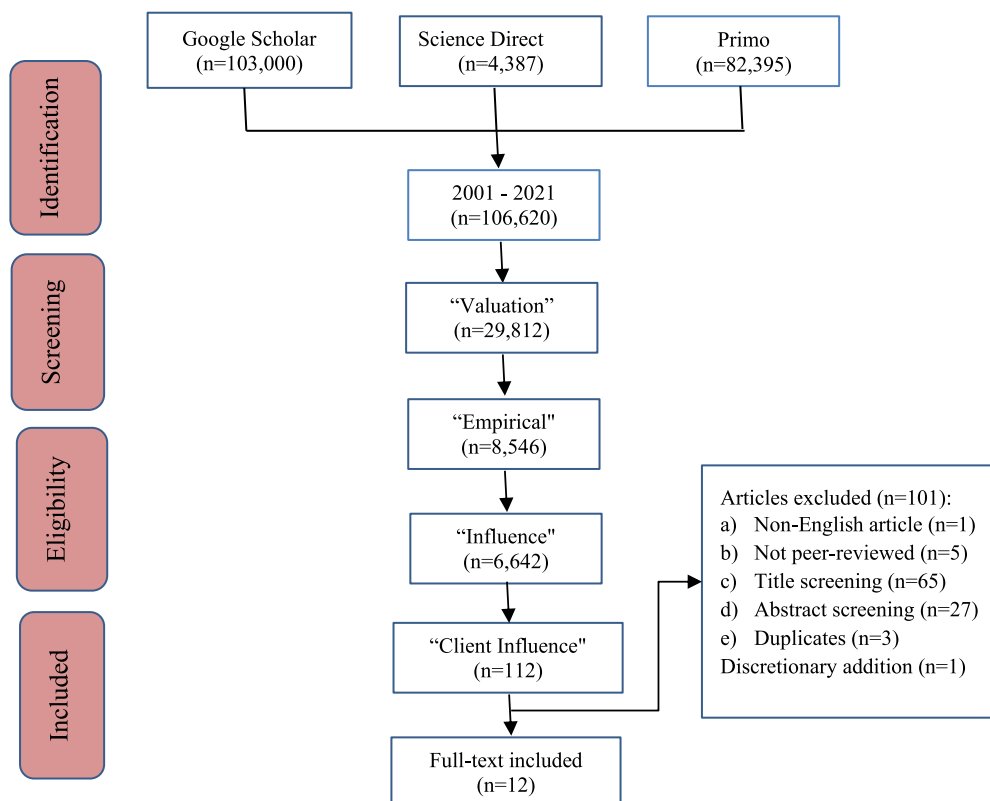 Google Scholar
(n=103,000)
Science Direct
(n=4,387)
Primo
(n=82,395)
Identification
2001 - 2021
(n=106,620)
Screening
“Valuation”
(n=29,812)
“Empirical"
(n=8,546)
Eligibility
“Influence"
(n=6,642)
Articles excluded (n=101):
a) Non-English article (n=1)
b) Not peer-reviewed (n=5)
c) Title screening (n=65)
d) Abstract screening (n=27)
e) Duplicates (n=3)
Discretionary addition (n=1)
Included
“Client Influence"
(n=112)
Full-text included
(n=12)